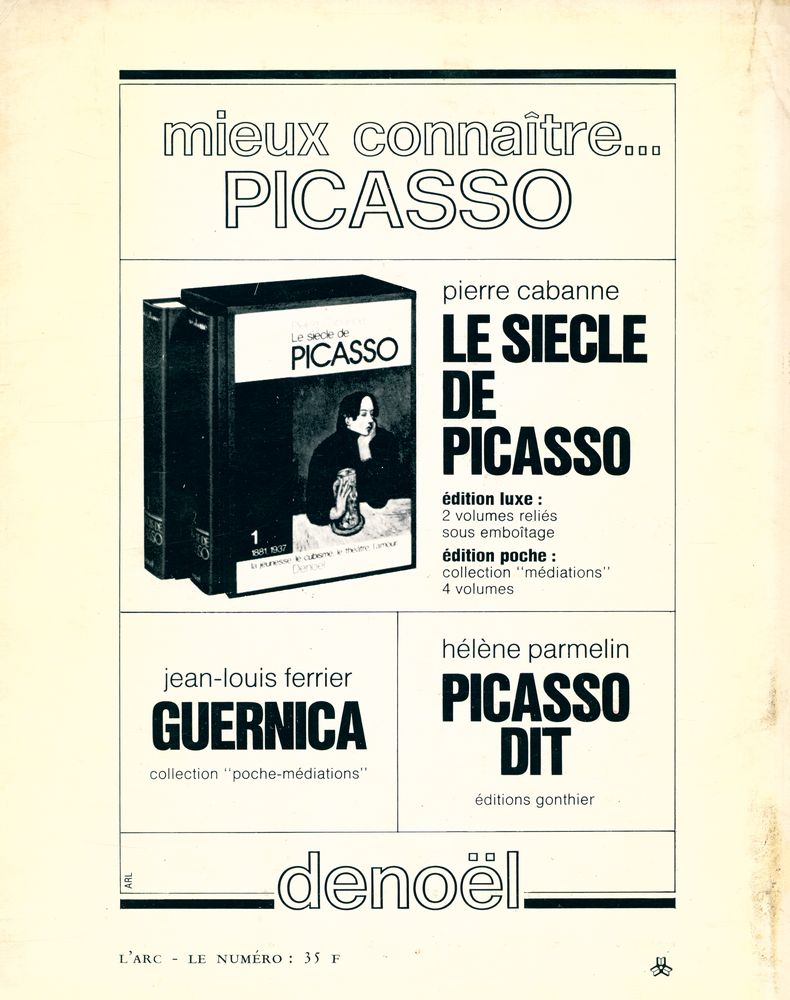 mieux connaître...
PICASSO
Le siècle de
PICASSO
1
1881 1937
la jeunesse, le cubisme, le théâtre, l'amour
Denoël
pierre cabanne
LE SIECLE
DE
PICASSO
édition luxe :
2 volumes reliés
sous emboîtage
édition poche :
collection "médiations"
4 volumes
jean-louis ferrier
GUERNICA
collection "poche-médiations"
hélène parmelin
PICASSO
DIT
éditions gonthier
ARL
denoël
L'ARC - LE NUMÉRO : 35 F